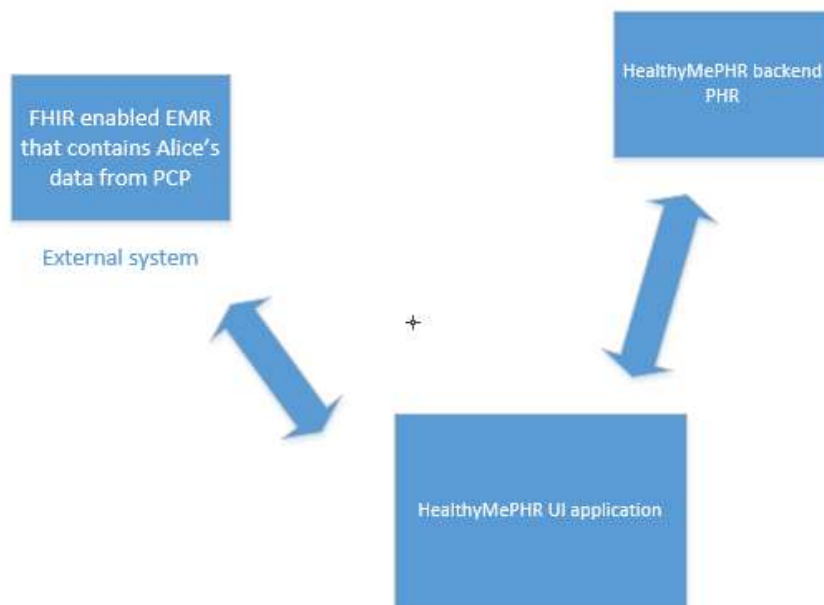 HealthyMePHR backend
PHR
FHIR enabled EMR
that contains Alice's
data from PCP
External system
HealthyMePHR UI application